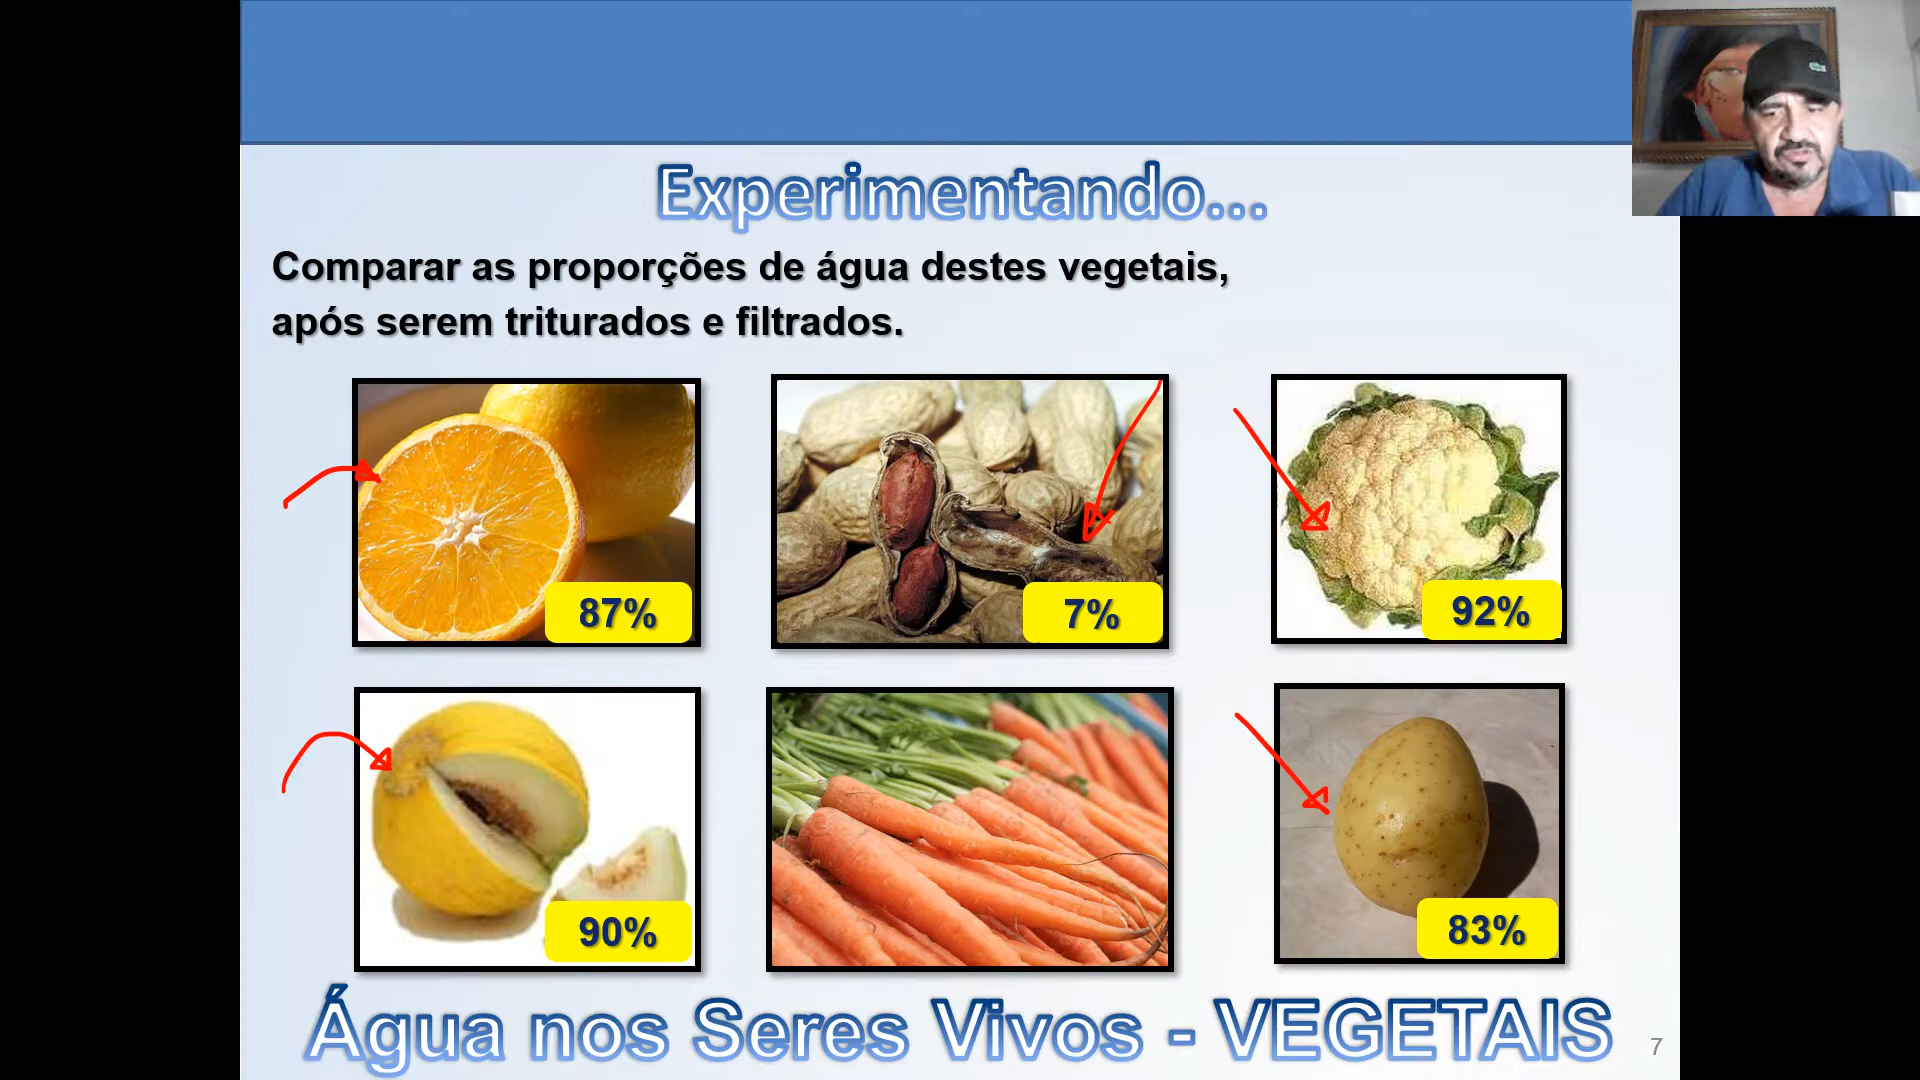 Experimentando...
Comparar as proporções de água destes vegetais,
após serem triturados e filtrados.
87%
7%
92%
90%
83%
Água nos Seres Vivos - VEGETAIS
7